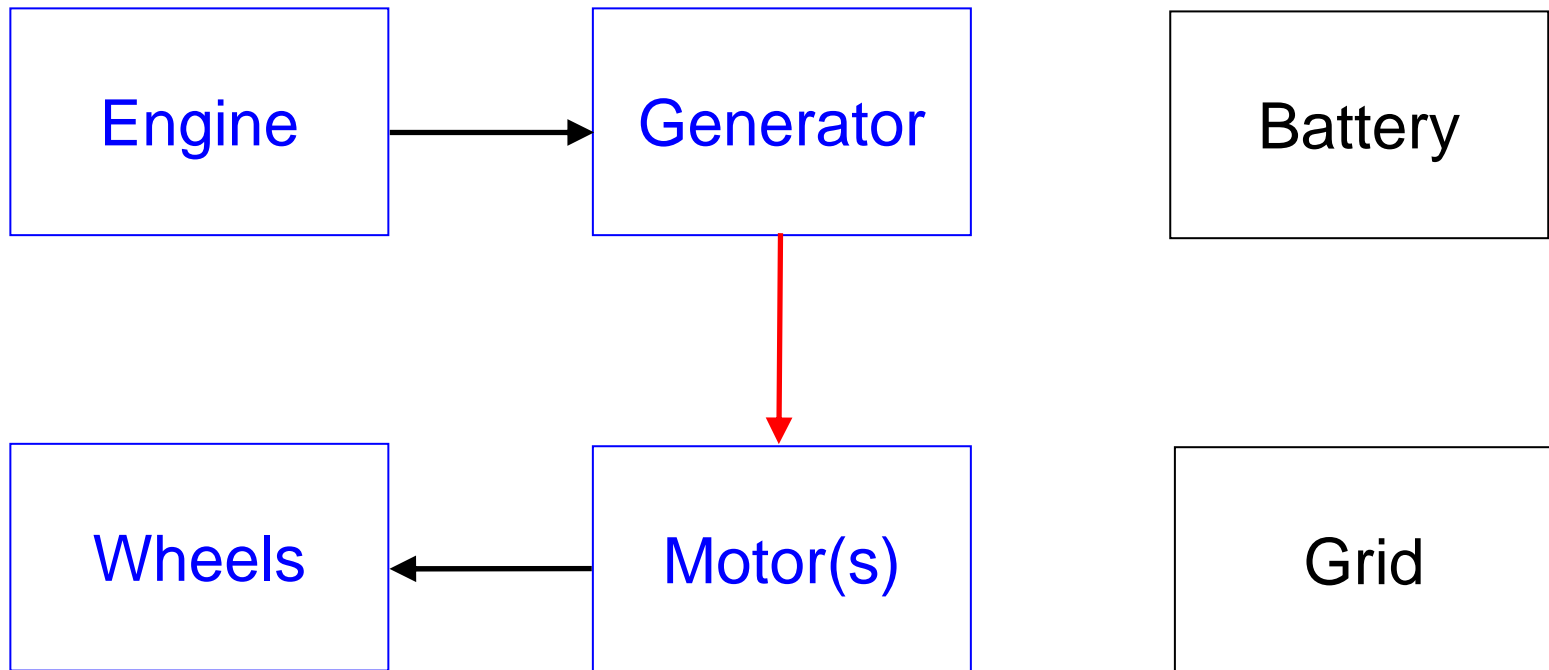 Engine
Generator
Battery
Wheels
Motor(s)
Grid